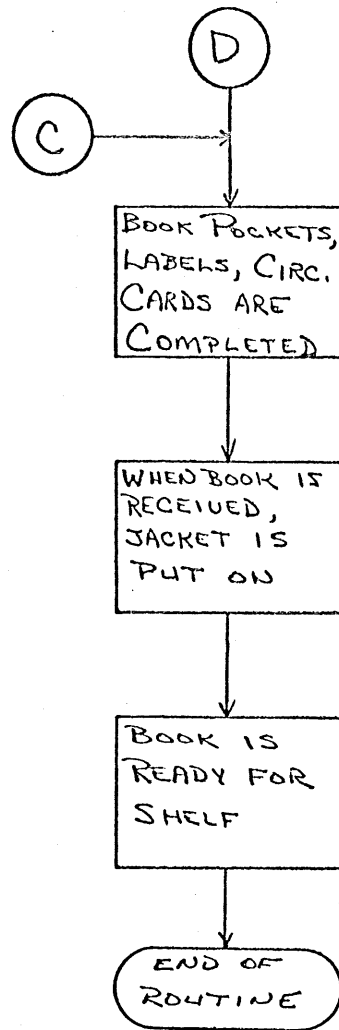 D
C
BOOK POCKETS,
LABELS, CIRC.
CARDS ARE
COMPLETED
WHEN BOOK IS
RECEIVED,
JACKET IS
PUT ON
BOOK IS
READY FOR
SHELF
END OF
ROUTINE